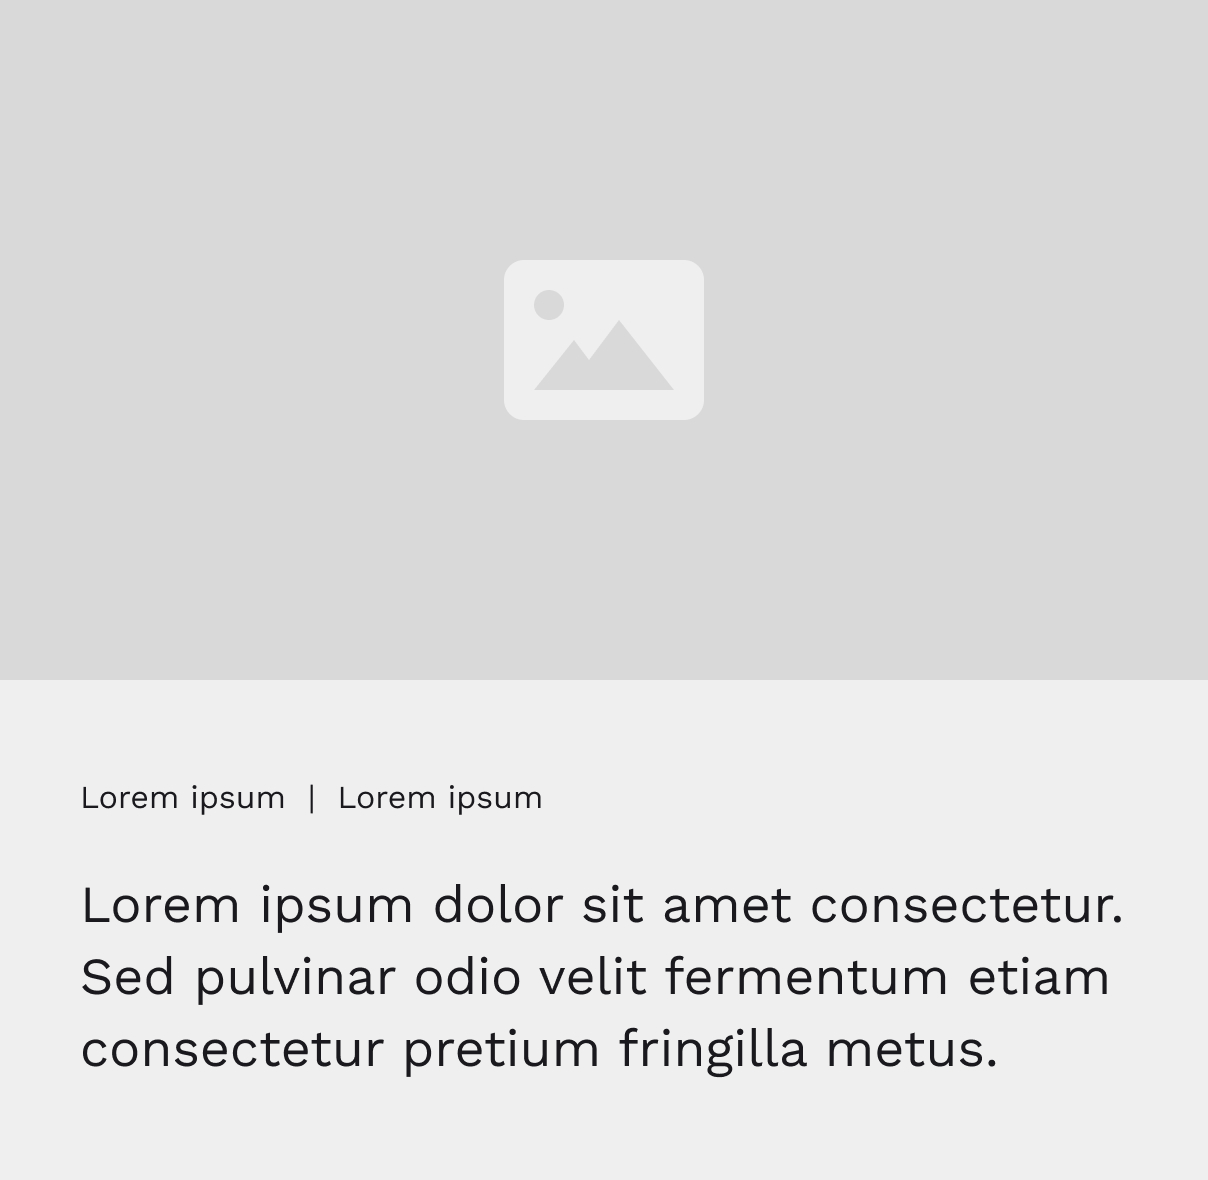 Lorem ipsum | Lorem ipsum
Lorem ipsum dolor sit amet consectetur.
Sed pulvinar odio velit fermentum etiam
consectetur pretium fringilla metus.